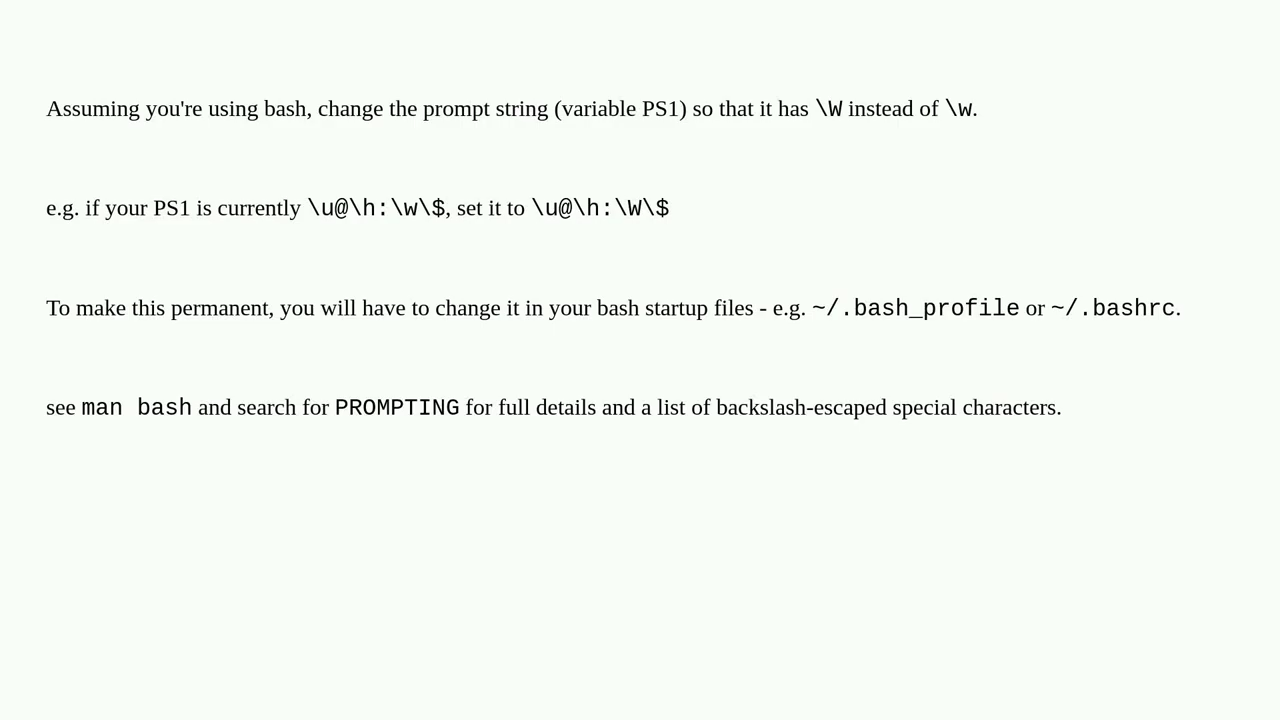 Assuming you're using bash, change the prompt string (variable PS1) so that it has \W instead of \w.
e.g. if your PS1 is currently \u@\h:\w\$, set it to \u@\h:\W\$
To make this permanent, you will have to change it in your bash startup files - e.g. ~/.bash_profile or ~/.bashrc.
see man bash and search for PROMPTING for full details and a list of backslash-escaped special characters.